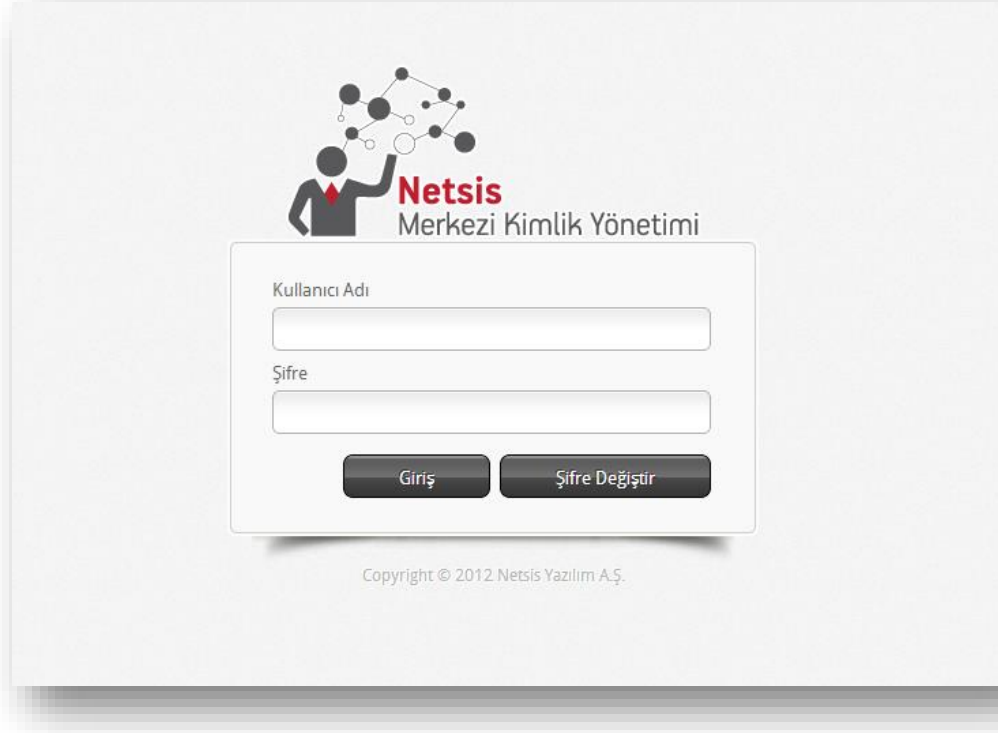 Netsis
Merkezi Kimlik Yönetimi
Kullanıcı Adı
Şifre
Giriş Şifre Değiştir
Copyright © 2012 Netsis Yazılım A.Ş.